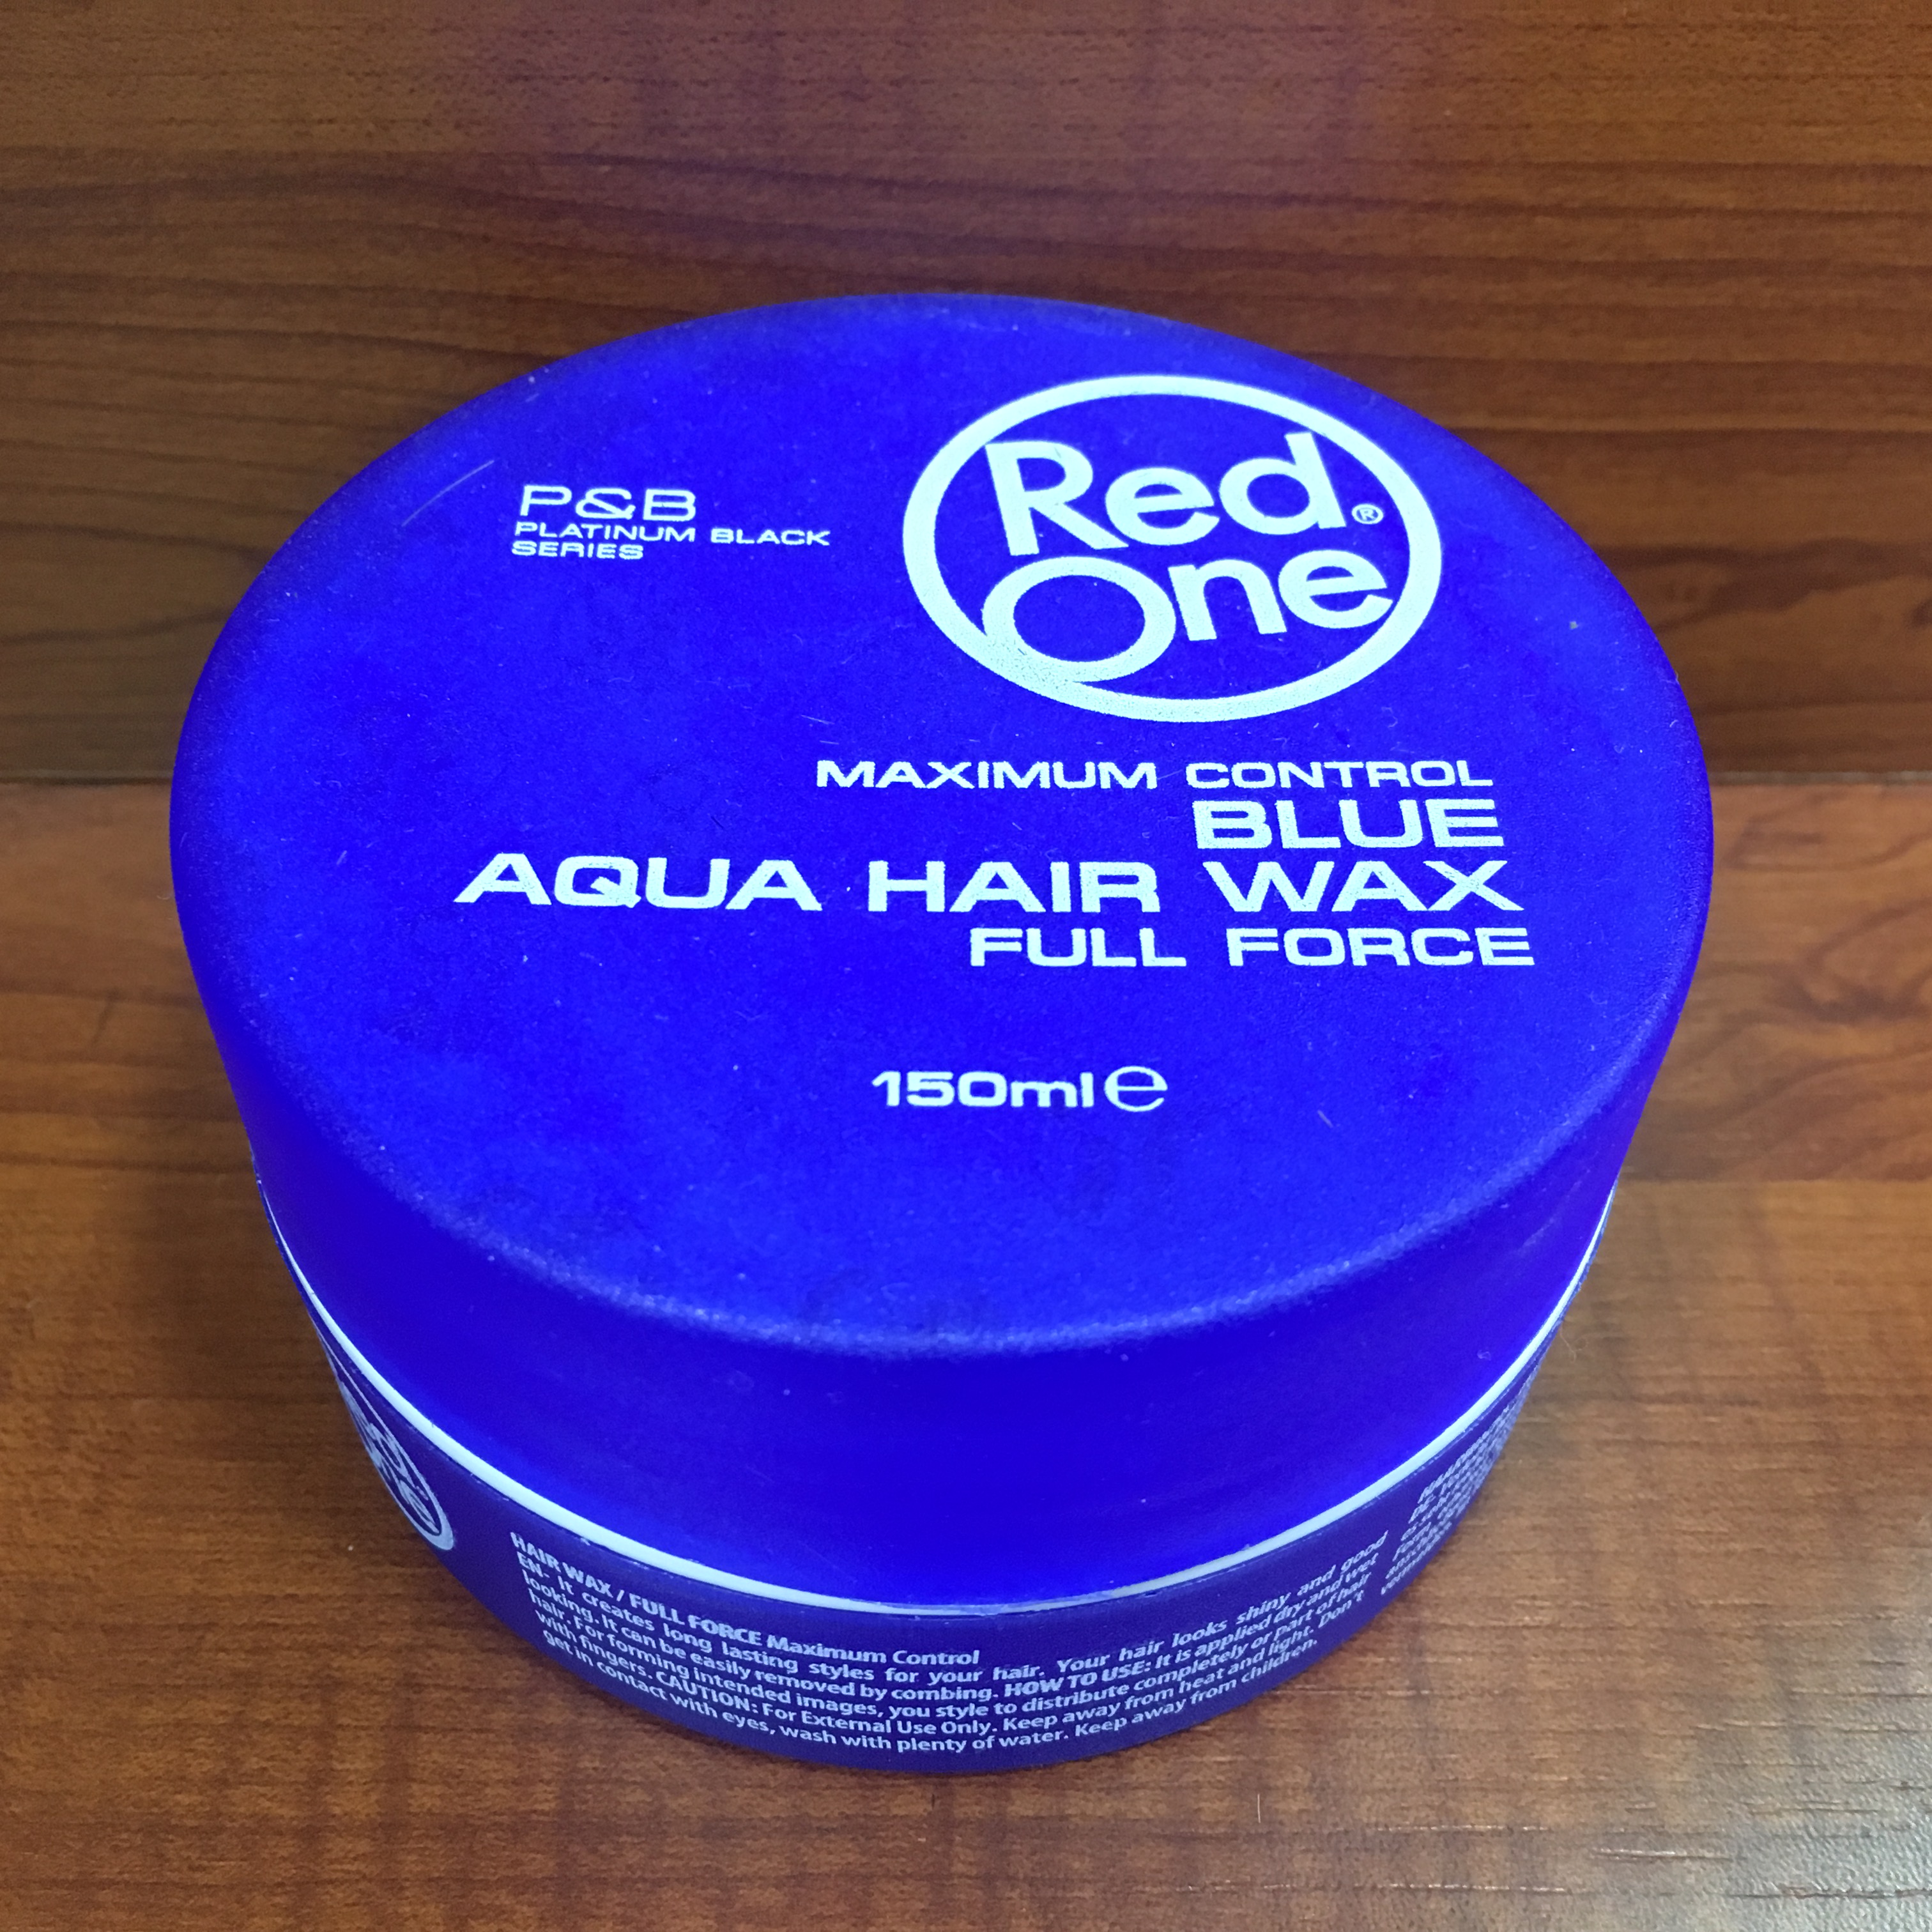 P&B
PLATINUM BLACK
SERIES
Red
One®
MAXIMUM CONTROL
BLUE
AQUA HAIR WAX
FULL FORCE
150ml e
HAIR WAX / FULL FORCE Maximum Control
EN- It creates long lasting styles for your hair. Your hair looks shiny and good
looking. It can be easily removed by combing. HOW TO USE: It is applied dry and wet
hair. For forming intended images, you style to distribute completely or part of hair
with fingers. CAUTION: For External Use Only. Keep away from heat and light. Don't
get in contact with eyes, wash with plenty of water. Keep away from children.